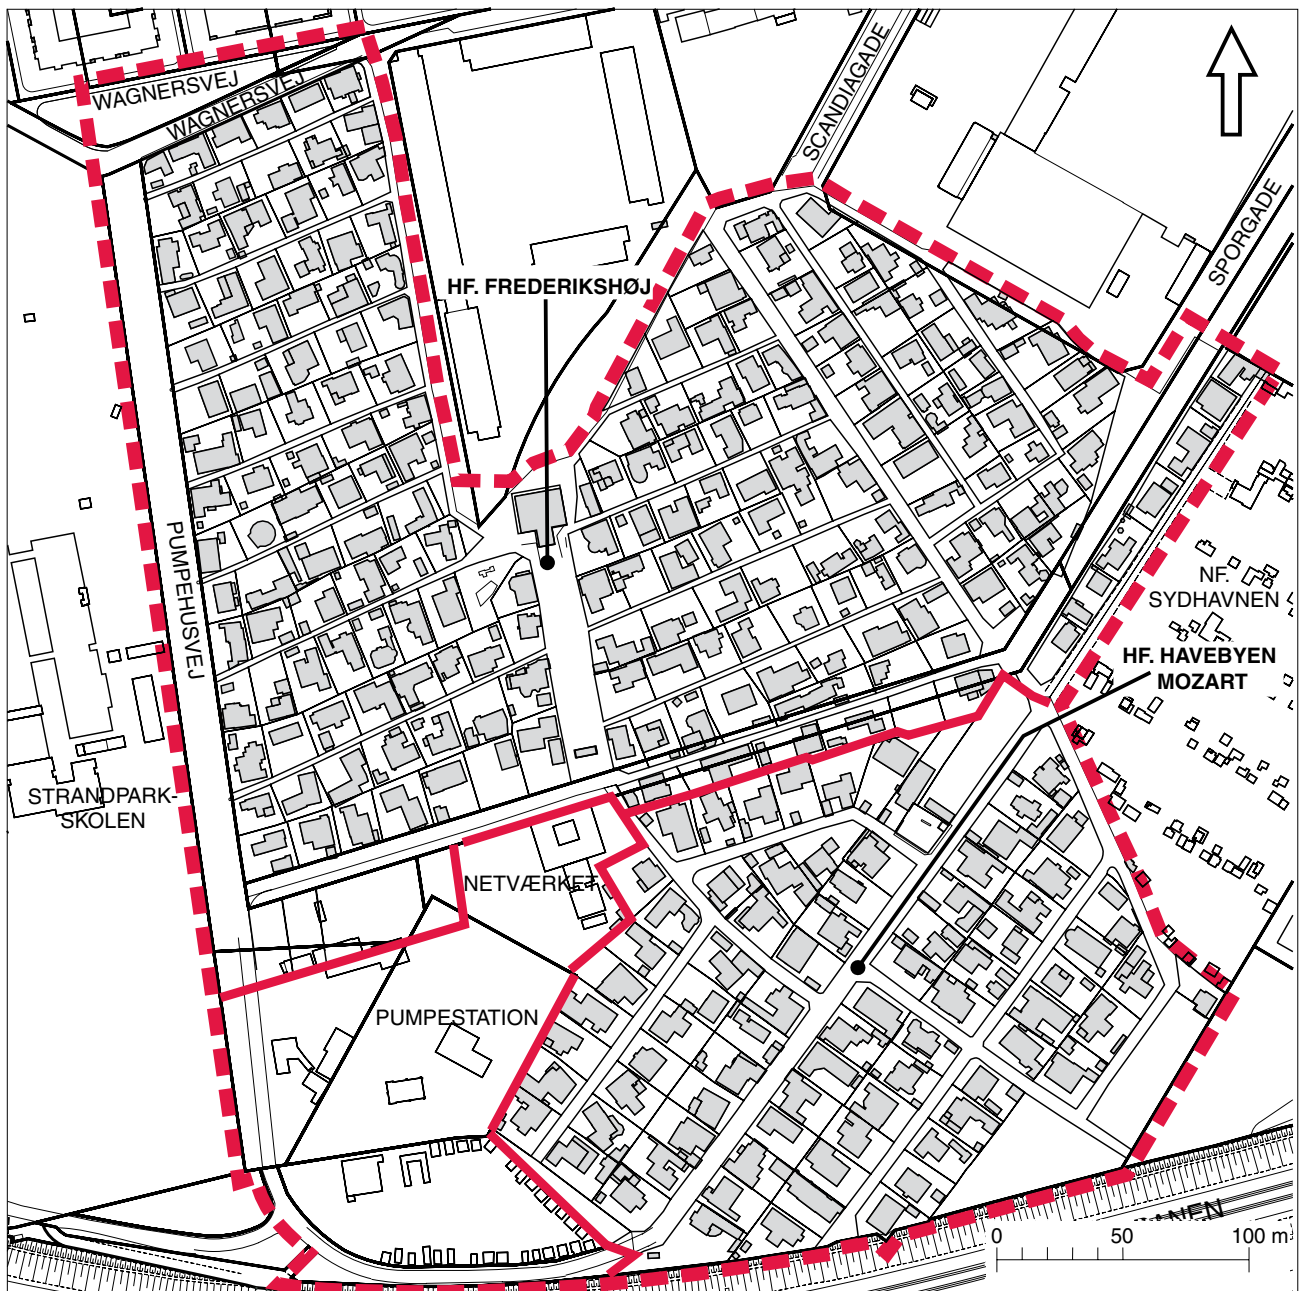 WAGNERSVEJ
WAGNERSVEJ
SCANDIAGADE
SPORGADE
HF. FREDERIKSHØJ
PUMPEHUSVEJ
NF.
SYDHAVNEN
HF. HAVEBYEN
MOZART
STRANDPARK-
SKOLEN
NETVÆRKET
PUMPESTATION
0 50 100 m